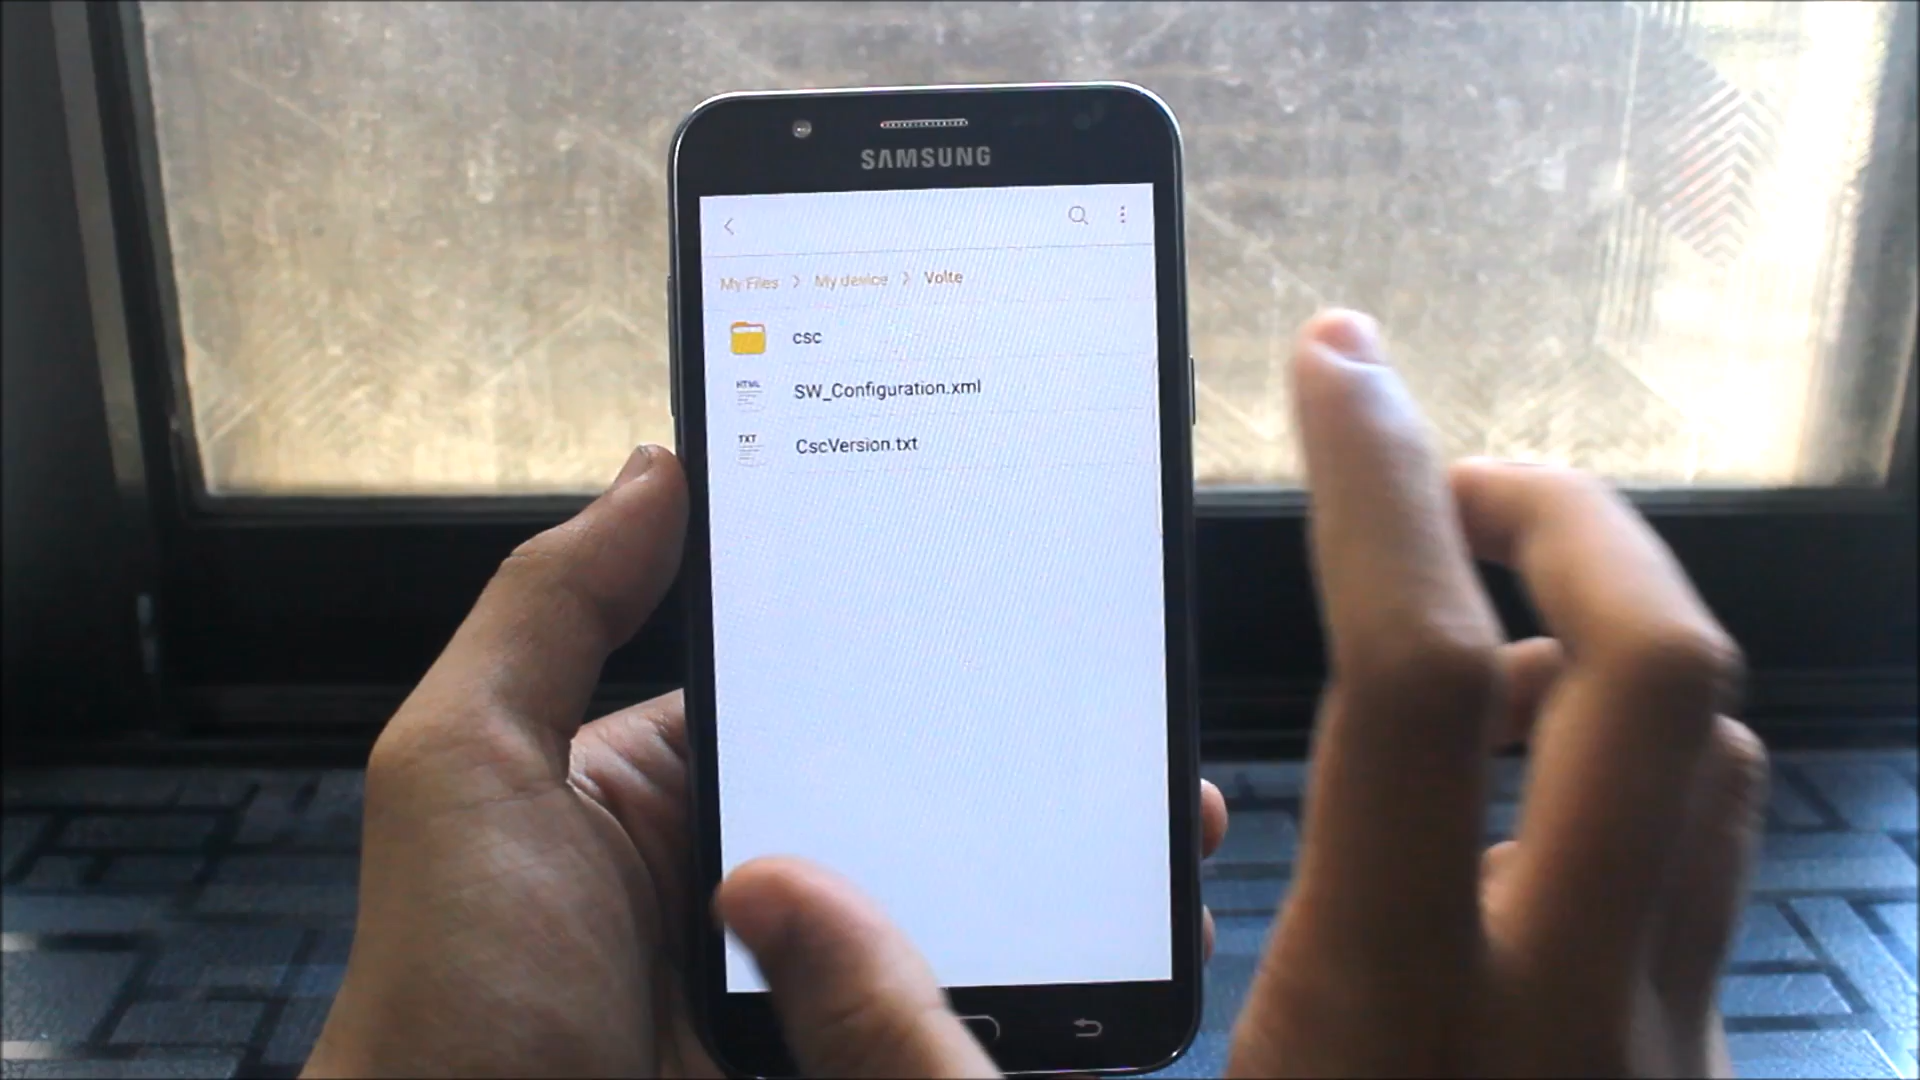 SAMSUNG
My Files > My device > Volte
csc
HTML
SW_Configuration.xml
TXT
CscVersion.txt